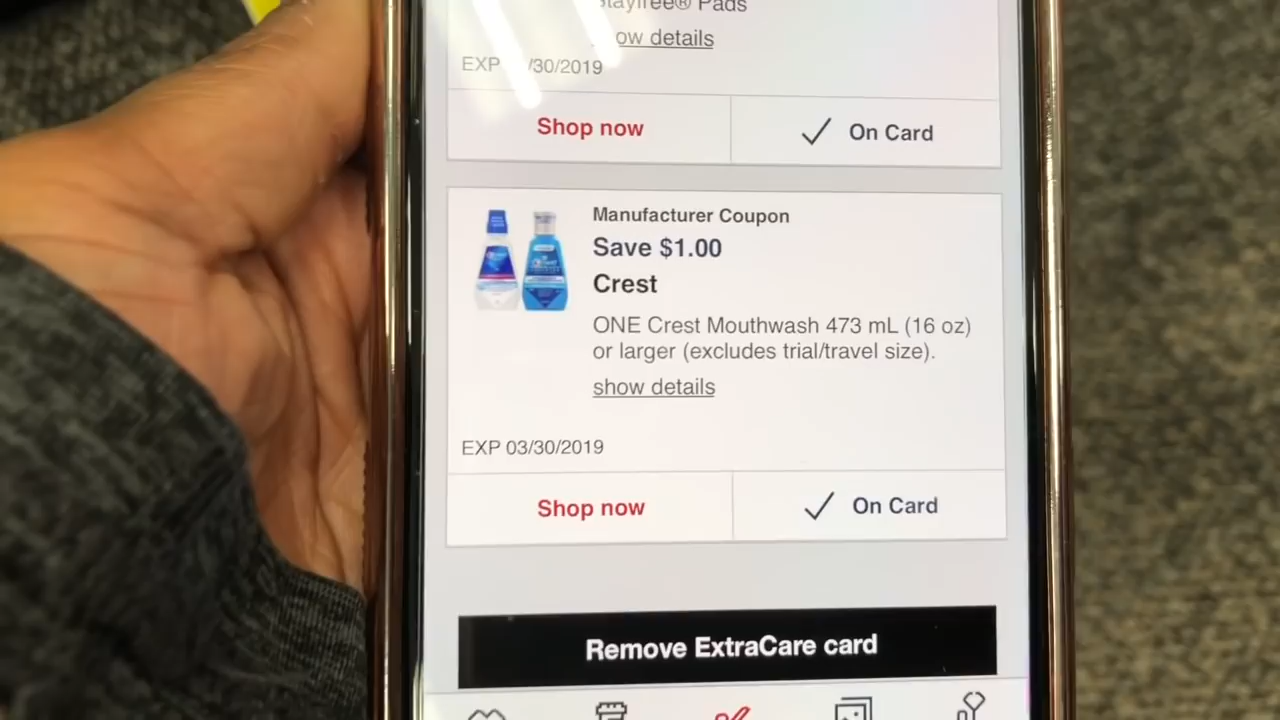 Stayfree® Pads
show details
EXP /30/2019
Shop now
On Card
Manufacturer Coupon
Save $1.00
Crest
ONE Crest Mouthwash 473 mL (16 oz)
or larger (excludes trial/travel size).
show details
EXP 03/30/2019
Shop now
On Card
Remove ExtraCare card